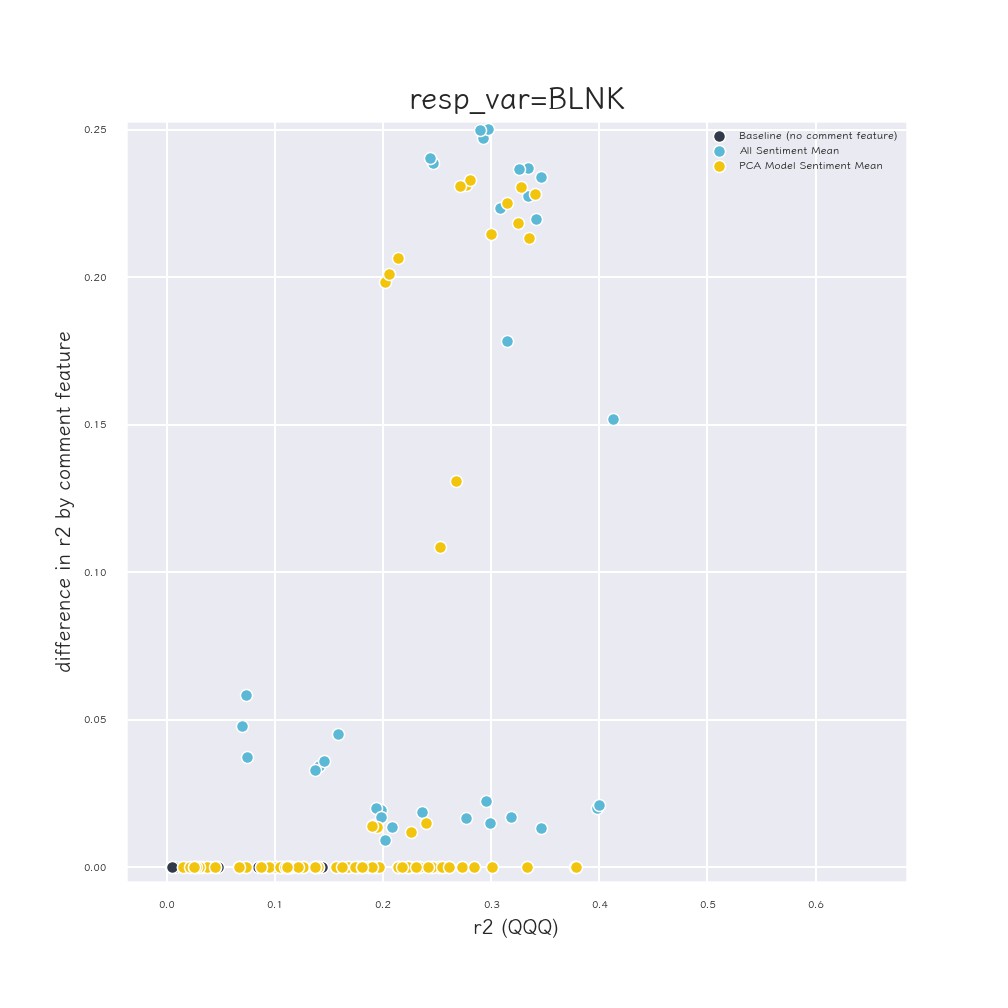 resp_var=BLNK
Baseline (no comment feature)
All Sentiment Mean
PCA Model Sentiment Mean
difference in r2 by comment feature
0.25
0.20
0.15
0.10
0.05
0.00
0.0 0.1 0.2 0.3 0.4 0.5 0.6
r2 (QQQ)